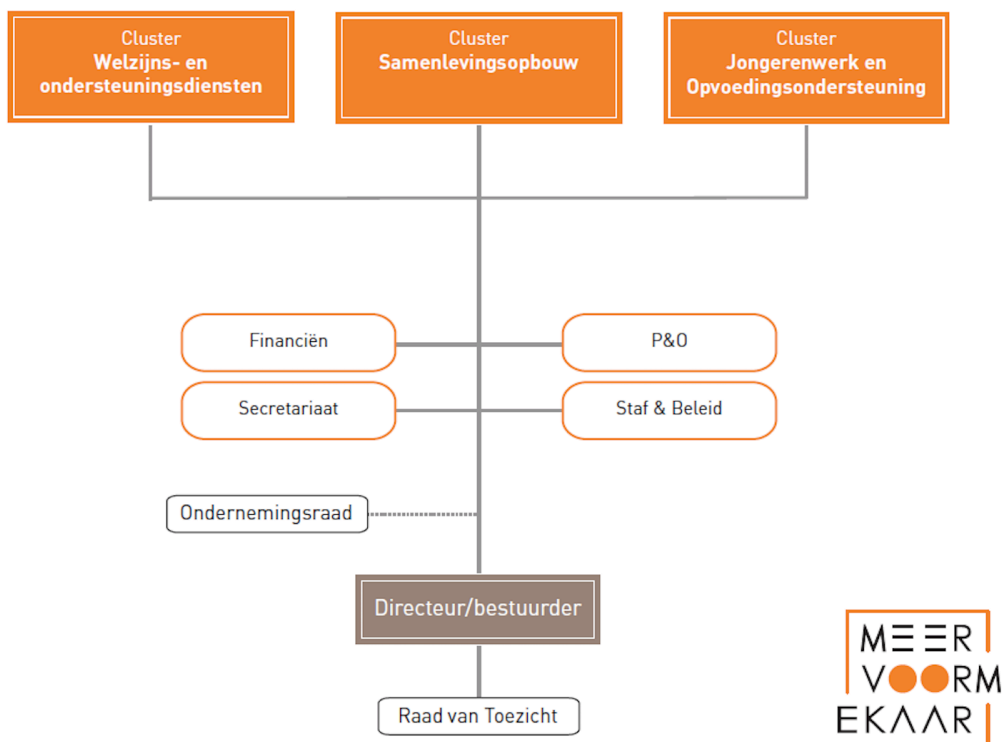 Cluster
Welzijns- en
ondersteuningsdiensten
Cluster
Samenlevingsopbouw
Cluster
Jongerenwerk en
Opvoedingsondersteuning
Financiën
P&O
Secretariaat
Staf & Beleid
Ondernemingsraad
Directeur/bestuurder
Raad van Toezicht
MEER
VOORM
EKAAR